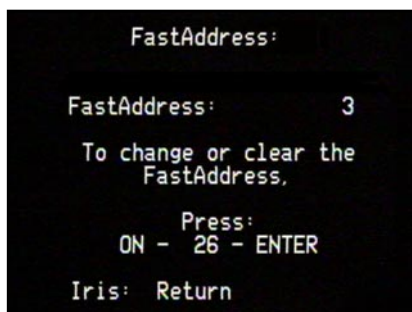 FastAddress:
FastAddress: 3
To change or clear the
FastAddress,
Press:
ON - 26 - ENTER
Iris: Return